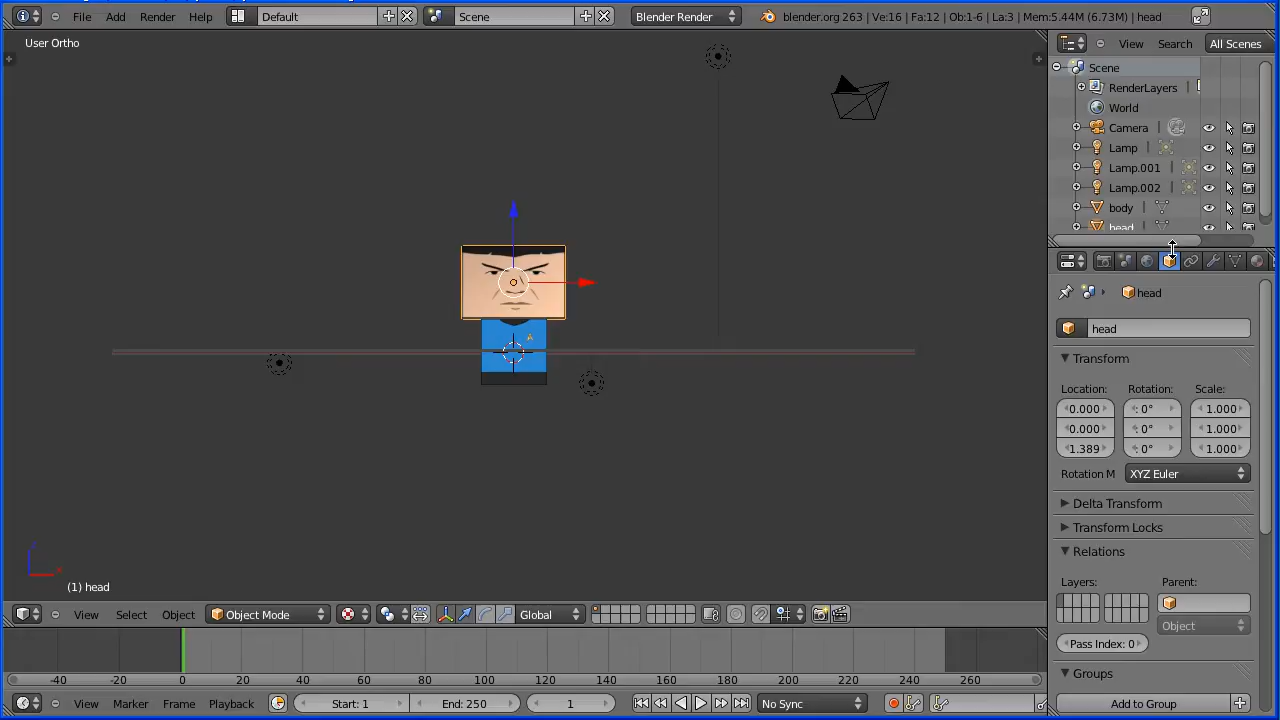 File Add Render Help Default Scene Blender Render blender.org 263 | Ve:16 | Fa:12 | Ob:1-6 | La:3 | Mem:5.44M (6.73M) | head
User Ortho
View Search All Scenes
Scene
RenderLayers
World
Camera
Lamp
Lamp.001
Lamp.002
body
head
head
head
Transform
Location: Rotation: Scale:
0.000 : 0° 1.000
0.000 : 0° 1.000
1.389 : 0° 1.000
Rotation M XYZ Euler
Delta Transform
Transform Locks
Relations
Layers: Parent:
Object
Pass Index: 0
Groups
Add to Group
(1) head
View Select Object Object Mode Global
-40 -20 0 20 40 60 80 100 120 140 160 180 200 220 240 260
View Marker Frame Playback Start: 1 End: 250 1 No Sync